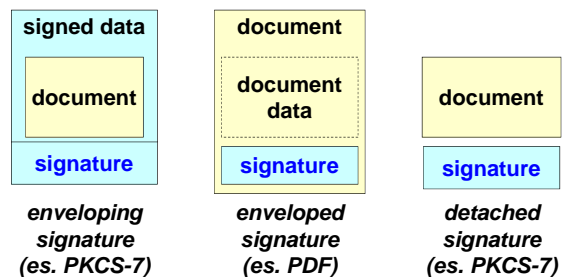 signed data
document
signature
enveloping
signature
(es. PKCS-7)
document
document
data
signature
enveloped
signature
(es. PDF)
document
signature
detached
signature
(es. PKCS-7)